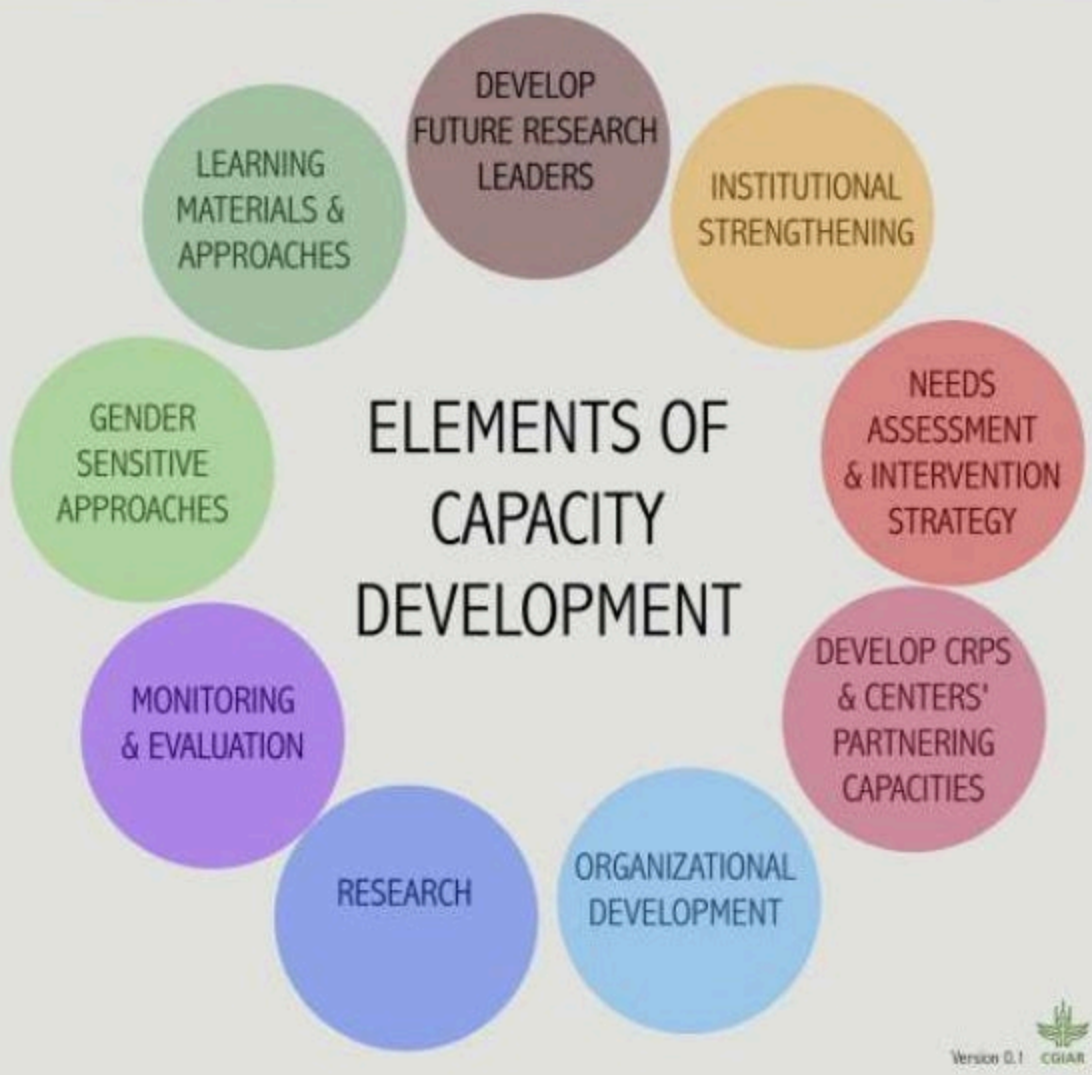 ELEMENTS OF
CAPACITY
DEVELOPMENT
DEVELOP
FUTURE RESEARCH
LEADERS
INSTITUTIONAL
STRENGTHENING
NEEDS
ASSESSMENT
& INTERVENTION
STRATEGY
DEVELOP CRPS
& CENTERS'
PARTNERING
CAPACITIES
ORGANIZATIONAL
DEVELOPMENT
RESEARCH
MONITORING
& EVALUATION
GENDER
SENSITIVE
APPROACHES
LEARNING
MATERIALS &
APPROACHES
Version 0.1
CGIAR